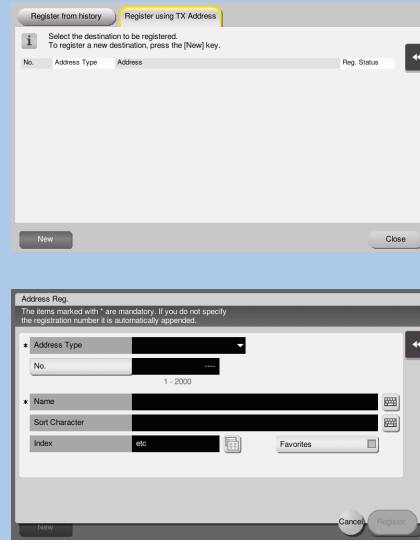 Register from history
Register using TX Address
Select the destination to be registered.
To register a new destination, press the [New] key.
No. Address Type Address Reg. Status
New Close
Address Reg.
The items marked with * are mandatory. If you do not specify
the registration number it is automatically appended.
* Address Type
No. ----
1 - 2000
* Name
Sort Character
Index etc Favorites
Cancel Register
New